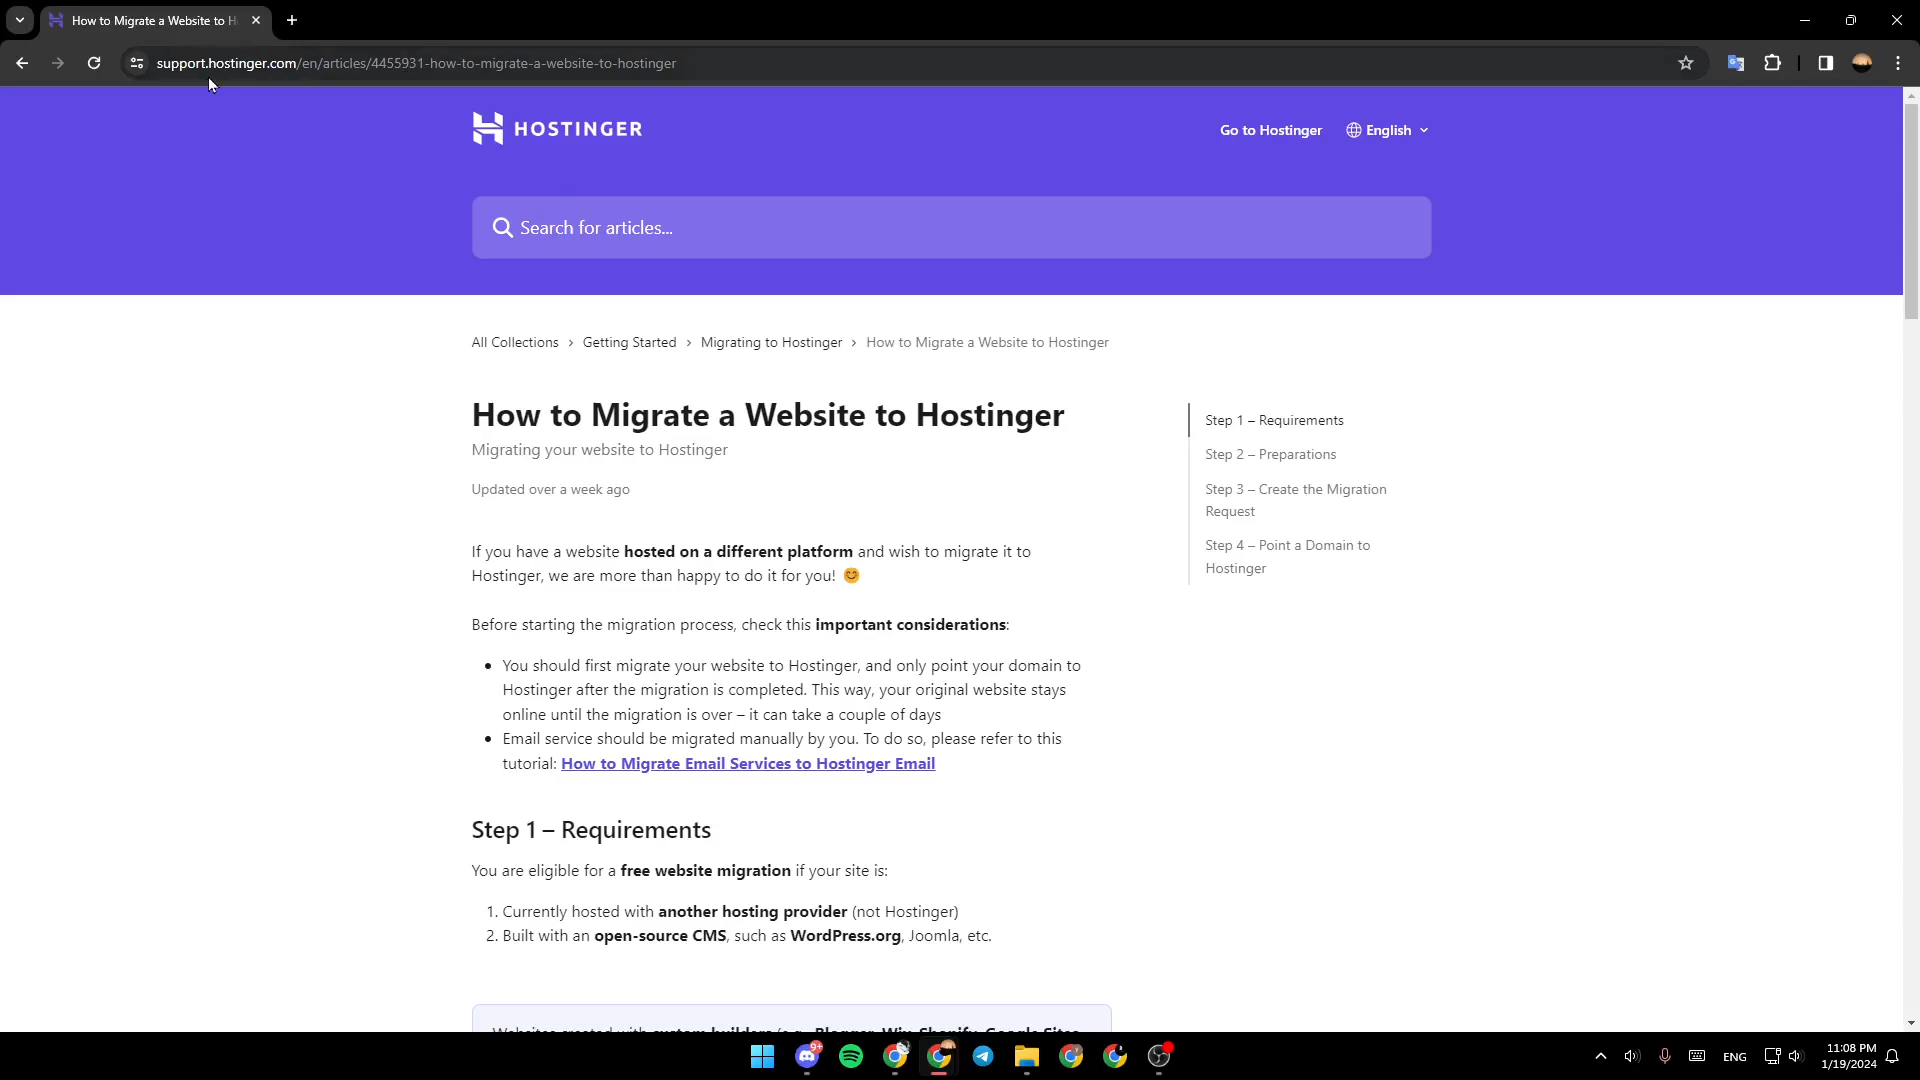 How to Migrate a Website to H
support.hostinger.com/en/articles/4455931-how-to-migrate-a-website-to-hostinger
HOSTINGER
Go to Hostinger
English
Search for articles...
All Collections > Getting Started > Migrating to Hostinger > How to Migrate a Website to Hostinger
How to Migrate a Website to Hostinger
Migrating your website to Hostinger
Updated over a week ago
Step 1 – Requirements
Step 2 – Preparations
Step 3 – Create the Migration
Request
Step 4 – Point a Domain to
Hostinger
If you have a website hosted on a different platform and wish to migrate it to
Hostinger, we are more than happy to do it for you! 😊
Before starting the migration process, check this important considerations:
• You should first migrate your website to Hostinger, and only point your domain to
Hostinger after the migration is completed. This way, your original website stays
online until the migration is over – it can take a couple of days
• Email service should be migrated manually by you. To do so, please refer to this
tutorial: How to Migrate Email Services to Hostinger Email
Step 1 – Requirements
You are eligible for a free website migration if your site is:
1. Currently hosted with another hosting provider (not Hostinger)
2. Built with an open-source CMS, such as WordPress.org, Joomla, etc.
Websites created with custom builders (e.g., Blogger, Wix, Shopify, Google Sites,
9+
ENG
11:08 PM
1/19/2024